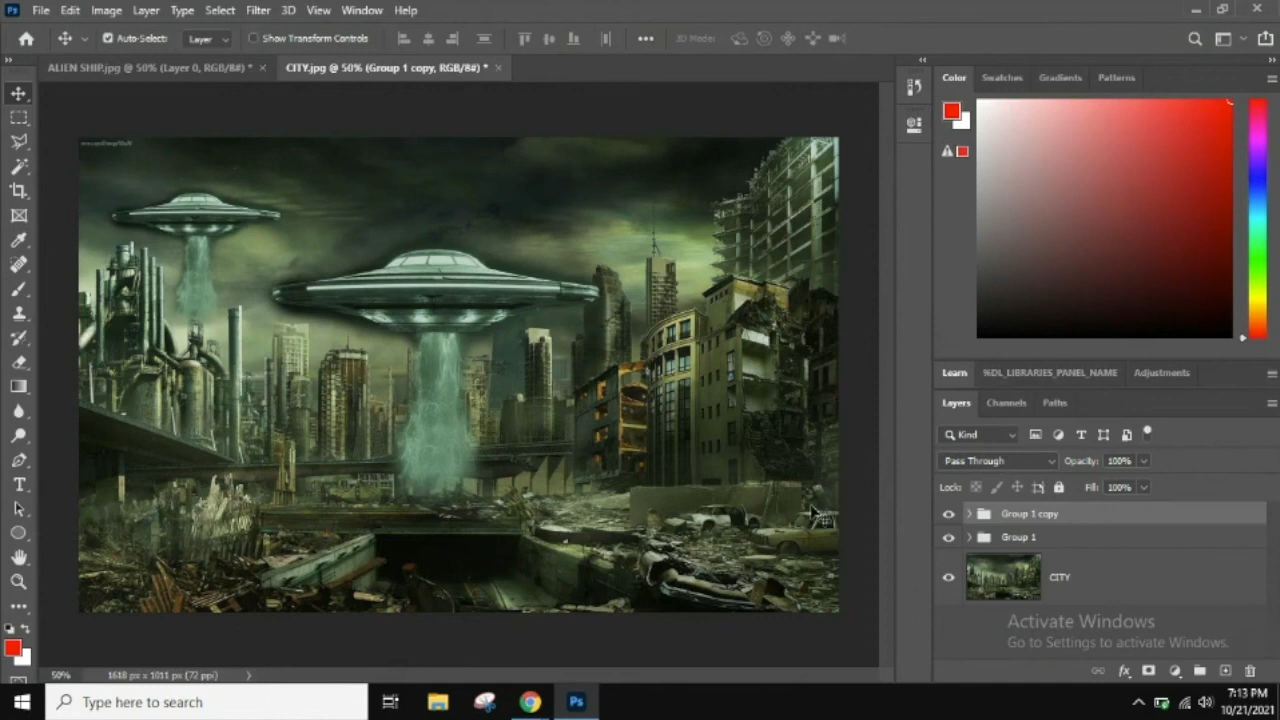 Ps File Edit Image Layer Type Select Filter 3D View Window Help
Auto-Select: Layer Show Transform Controls 3D Mode:
ALIEN SHIP.jpg @ 50% (Layer 0, RGB/8#) * CITY.jpg @ 50% (Group 1 copy, RGB/8#) *
Color Swatches Gradients Patterns
Learn %DL_LIBRARIES_PANEL_NAME Adjustments
Layers Channels Paths
Kind
Pass Through Opacity: 100%
Lock: Fill: 100%
Group 1 copy
Group 1
CITY
Activate Windows
Go to Settings to activate Windows.
50% 1618 px x 1011 px (72 ppi)
Type here to search
Ps
7:13 PM
10/21/2021